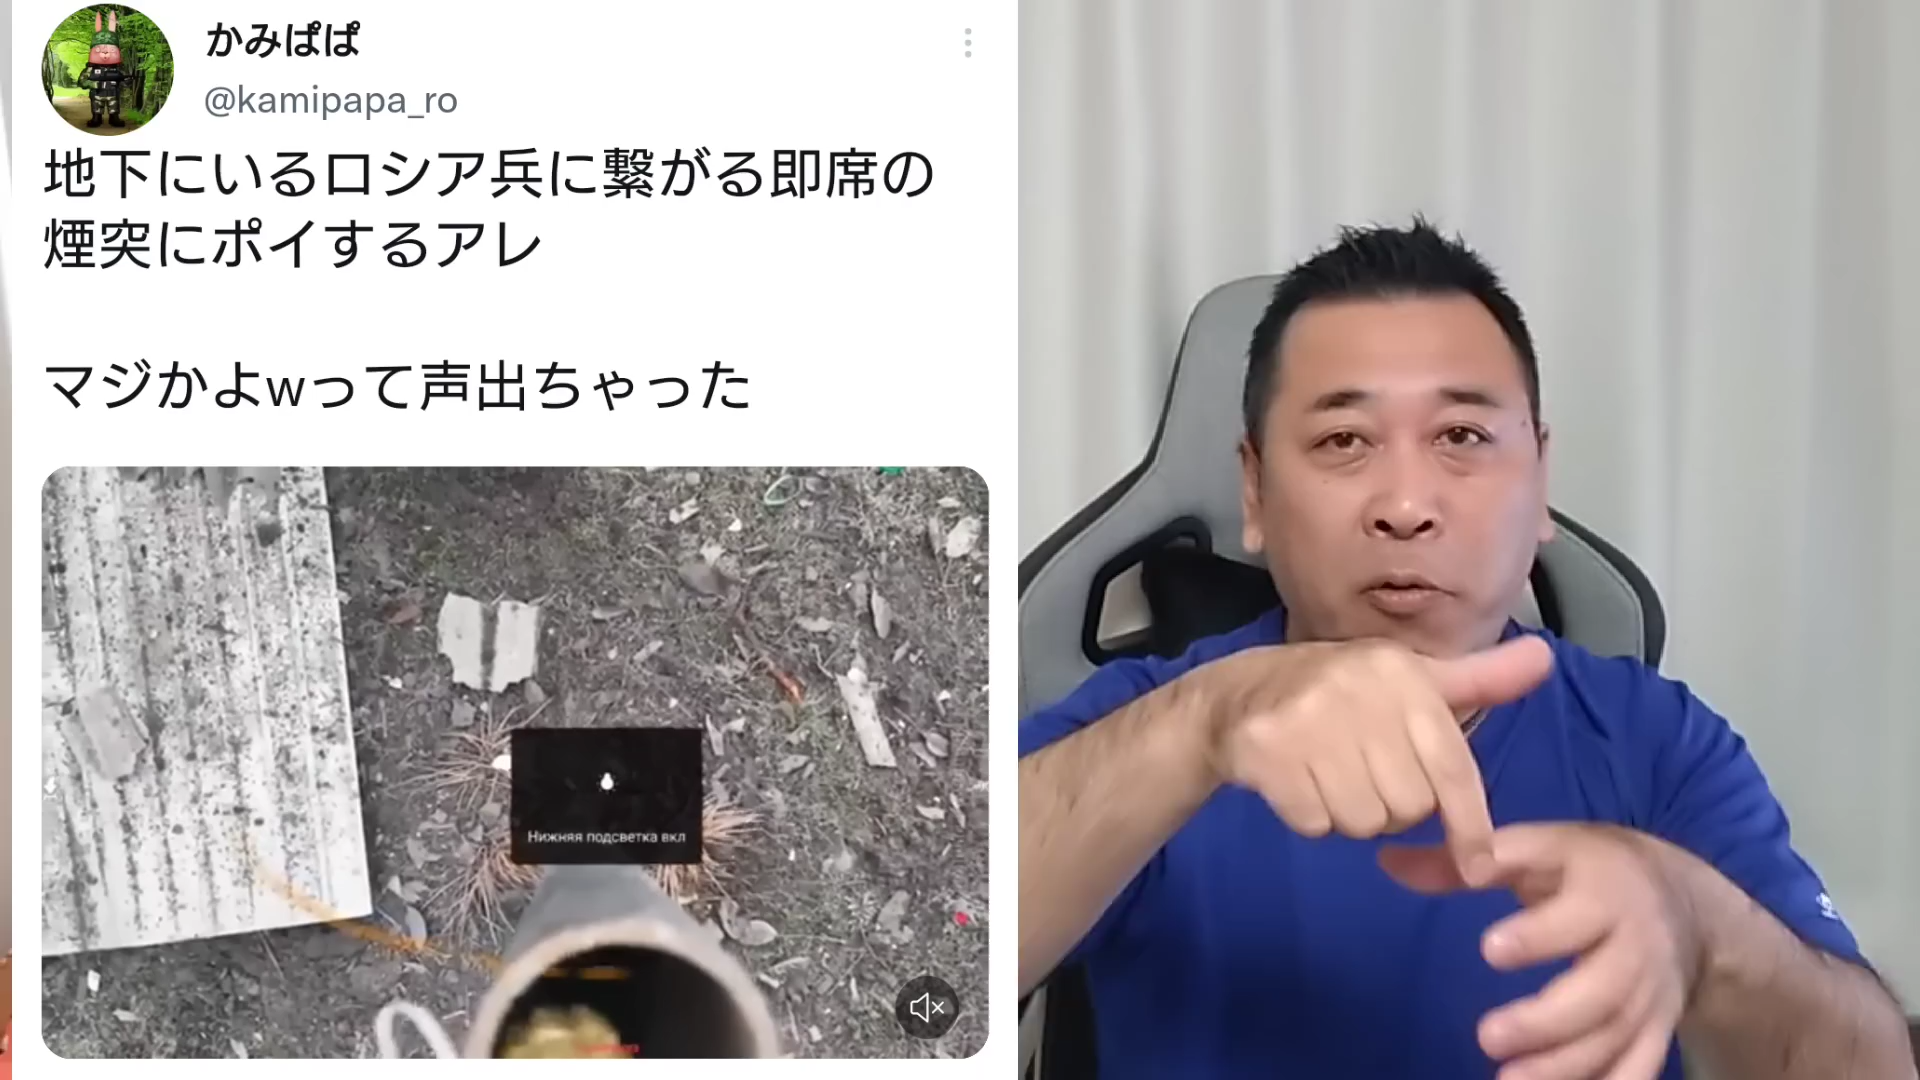 かみぱぱ
@kamipapa_ro
地下にいるロシア兵に繋がる即席の
煙突にポイするアレ
マジかよwって声出ちゃった
Нижняя подсветка вкл